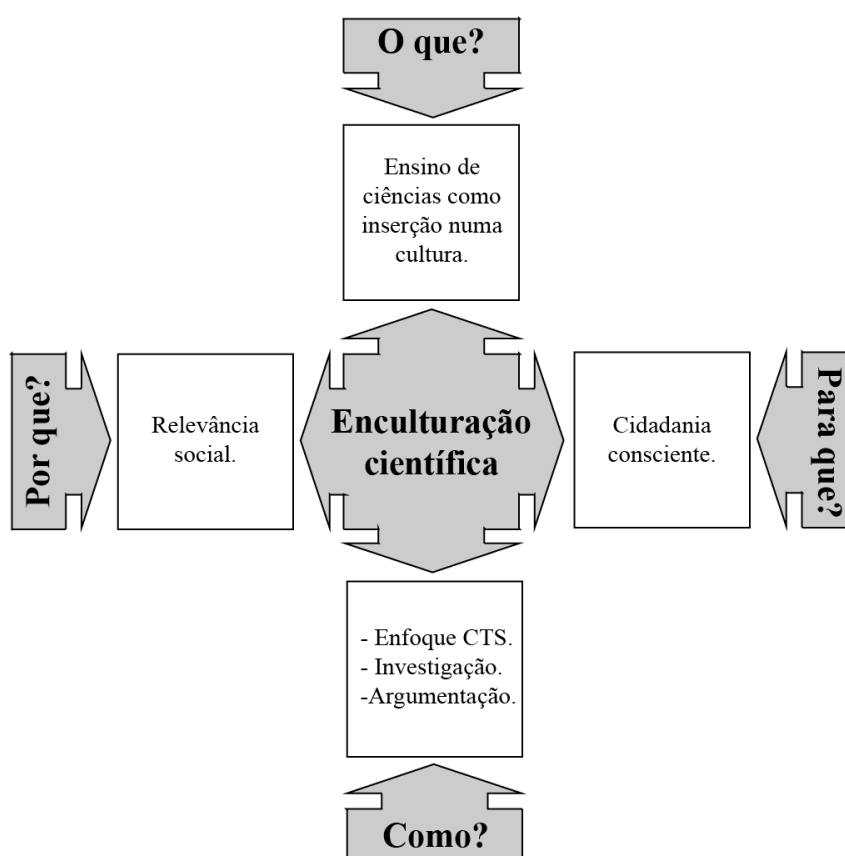 O que?
Ensino de
ciências como
inserção numa
cultura.
Por que?
Relevância
social.
Enculturação
científica
Cidadania
consciente.
Para que?
- Enfoque CTS.
- Investigação.
-Argumentação.
Como?